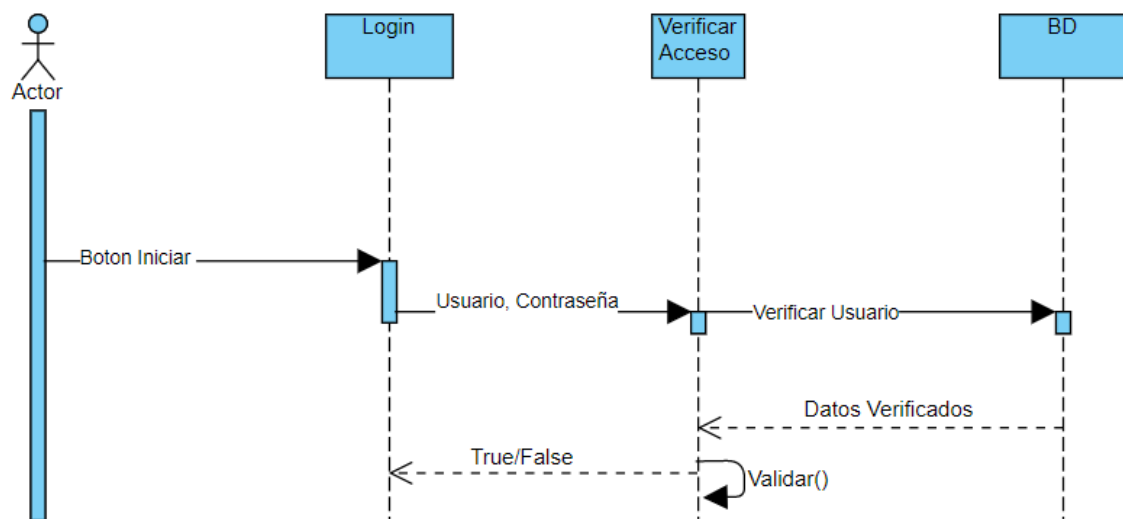 Actor
Login
Verificar
Acceso
BD
Boton Iniciar
Usuario, Contraseña
Verificar Usuario
Datos Verificados
True/False
Validar()